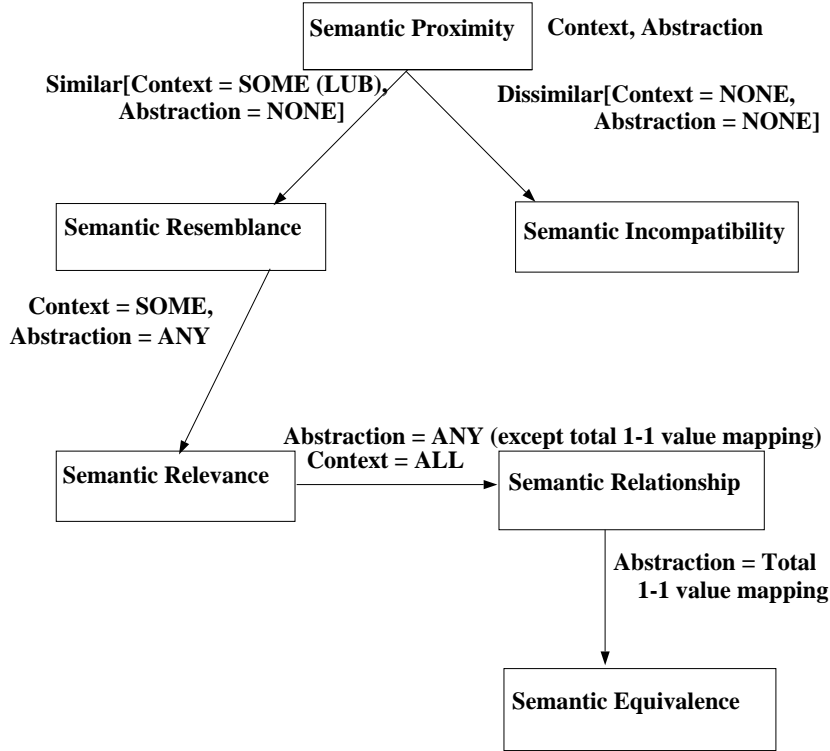 Semantic Proximity
Context, Abstraction
Similar[Context = SOME (LUB),
Abstraction = NONE]
Dissimilar[Context = NONE,
Abstraction = NONE]
Semantic Resemblance
Semantic Incompatibility
Context = SOME,
Abstraction = ANY
Abstraction = ANY (except total 1-1 value mapping)
Context = ALL
Semantic Relevance
Semantic Relationship
Abstraction = Total
1-1 value mapping
Semantic Equivalence